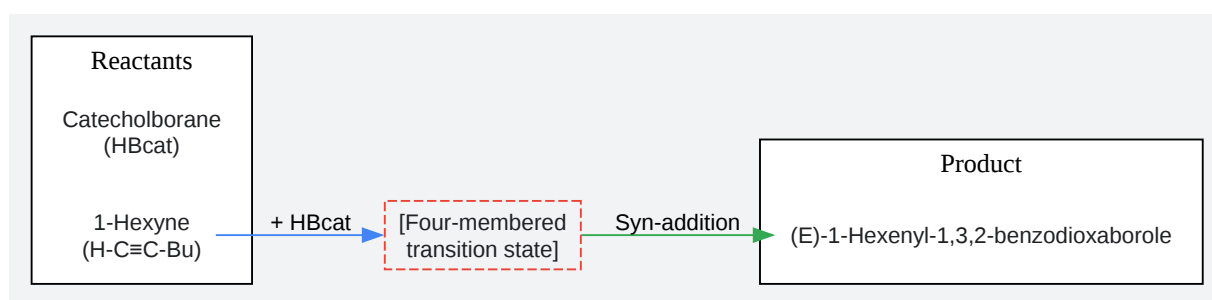 Reactants
Catecholborane
(HBcat)
1-Hexyne
(H-C≡C-Bu)
+ HBcat
[Four-membered
transition state]
Syn-addition
Product
(E)-1-Hexenyl-1,3,2-benzodioxaborole